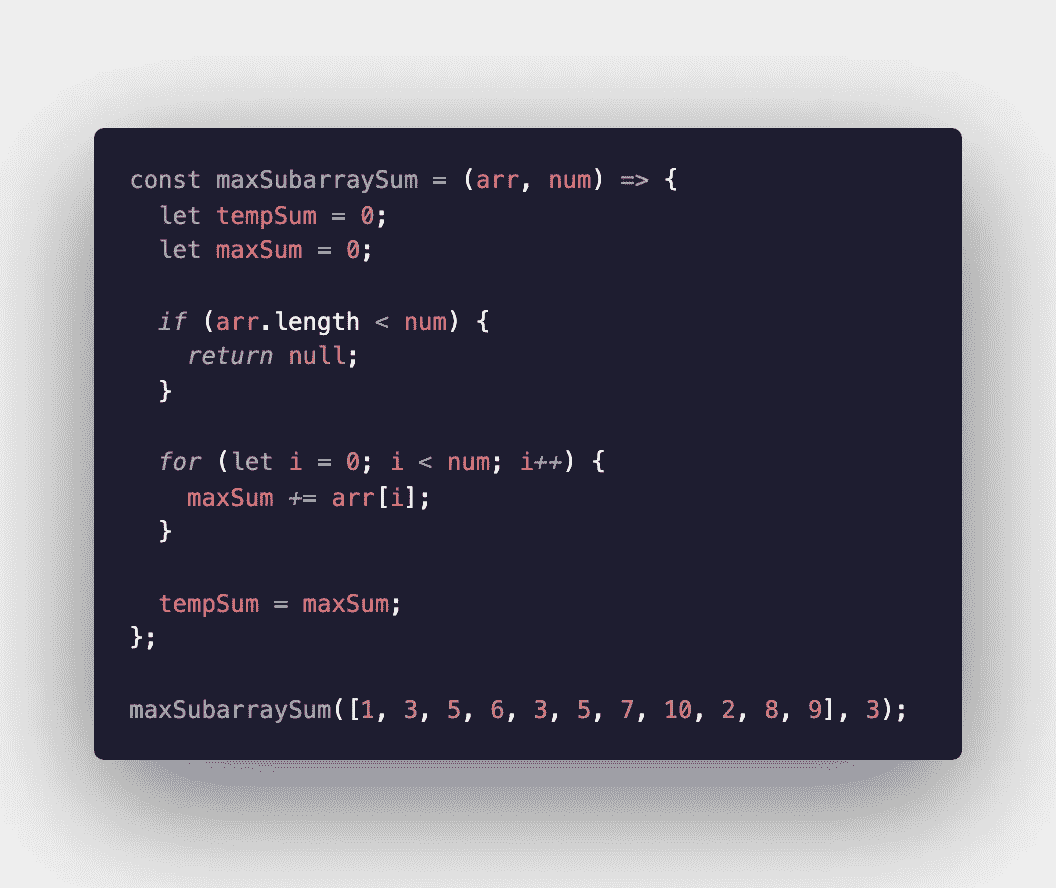 const maxSubarraySum = (arr, num) => {
  let tempSum = 0;
  let maxSum = 0;

  if (arr.length < num) {
    return null;
  }

  for (let i = 0; i < num; i++) {
    maxSum += arr[i];
  }

  tempSum = maxSum;
};

maxSubarraySum([1, 3, 5, 6, 3, 5, 7, 10, 2, 8, 9], 3);